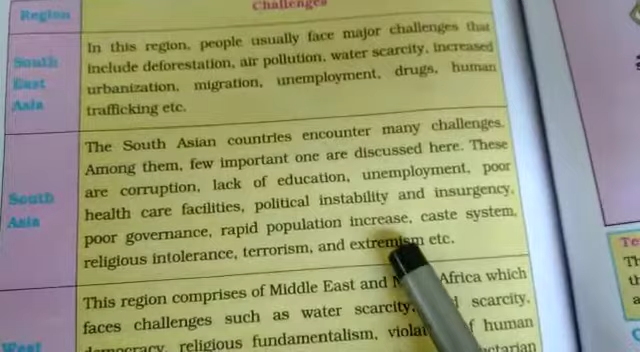 Region
Challenges
South
East
Asia
In this region, people usually face major challenges that
include deforestation, air pollution, water scarcity, increased
urbanization, migration, unemployment, drugs, human
trafficking etc.
South
Asia
The South Asian countries encounter many challenges.
Among them, few important one are discussed here. These
are corruption, lack of education, unemployment, poor
health care facilities, political instability and insurgency,
poor governance, rapid population increase, caste system,
religious intolerance, terrorism, and extremism etc.
West
This region comprises of Middle East and Africa which
faces challenges such as water scarcity, scarcity,
democracy, religious fundamentalism, human